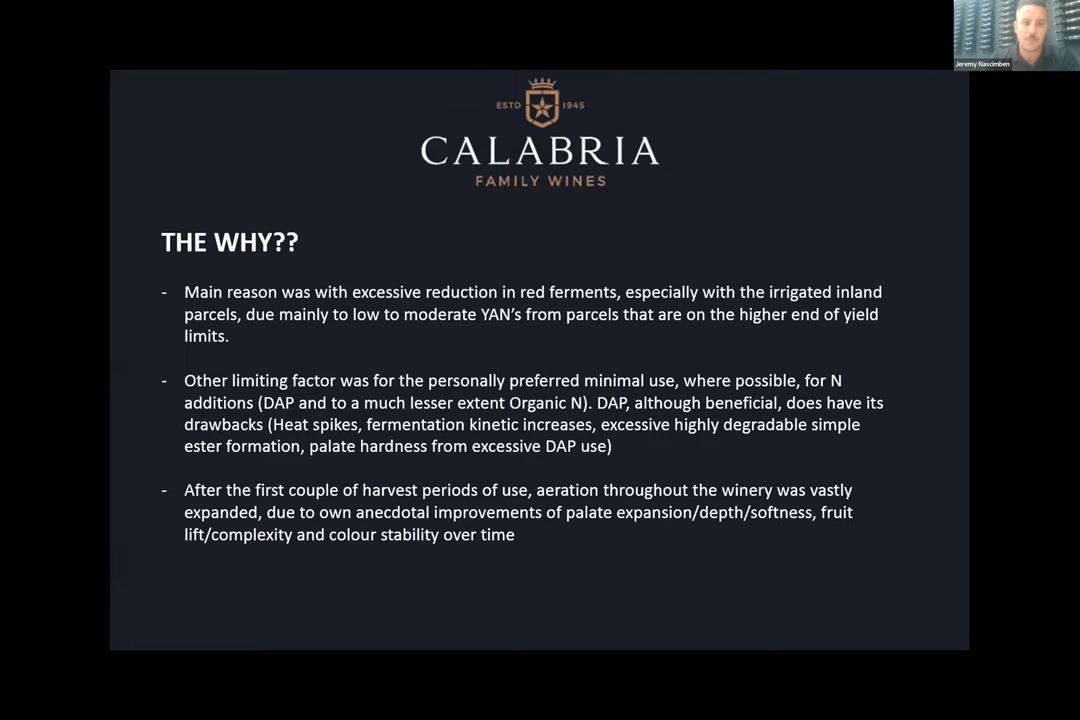 Jeremy Nascimben
ESTD 1945
CALABRIA
FAMILY WINES
THE WHY??
- Main reason was with excessive reduction in red ferments, especially with the irrigated inland
parcels, due mainly to low to moderate YAN’s from parcels that are on the higher end of yield
limits.
- Other limiting factor was for the personally preferred minimal use, where possible, for N
additions (DAP and to a much lesser extent Organic N). DAP, although beneficial, does have its
drawbacks (Heat spikes, fermentation kinetic increases, excessive highly degradable simple
ester formation, palate hardness from excessive DAP use)
- After the first couple of harvest periods of use, aeration throughout the winery was vastly
expanded, due to own anecdotal improvements of palate expansion/depth/softness, fruit
lift/complexity and colour stability over time